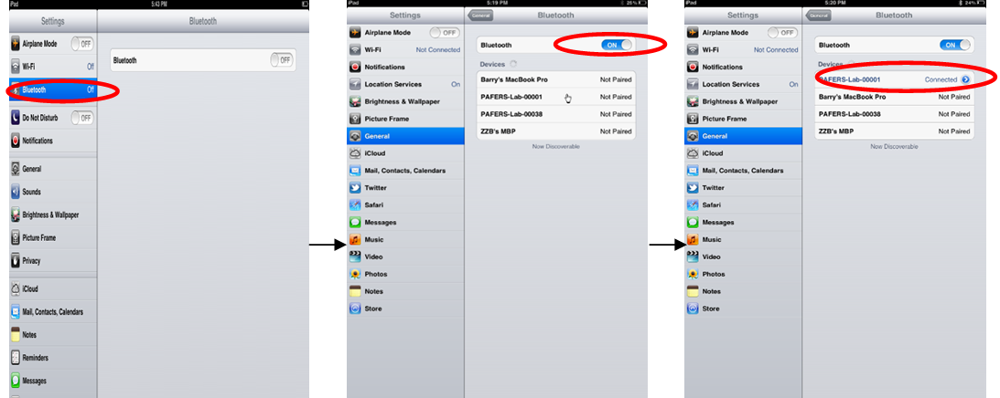 iPad 5:43 PM
Settings
Bluetooth
Airplane Mode OFF
Wi-Fi Off
Bluetooth Off
Do Not Disturb OFF
Notifications
General
Sounds
Brightness & Wallpaper
Picture Frame
Privacy
iCloud
Mail, Contacts, Calendars
Notes
Reminders
Messages
Bluetooth OFF
iPad 5:19 PM 25%
Settings
General Bluetooth
Airplane Mode OFF
Wi-Fi Not Connected
Notifications
Location Services On
Brightness & Wallpaper
Picture Frame
General
iCloud
Mail, Contacts, Calendars
Twitter
Safari
Messages
Music
Video
Photos
Notes
Store
Bluetooth ON
Devices
Barry's MacBook Pro Not Paired
PAFERS-Lab-00001 Not Paired
PAFERS-Lab-00038 Not Paired
ZZB's MBP Not Paired
Now Discoverable
iPad 5:20 PM 24%
Settings
General Bluetooth
Airplane Mode OFF
Wi-Fi Not Connected
Notifications
Location Services On
Brightness & Wallpaper
Picture Frame
General
iCloud
Mail, Contacts, Calendars
Twitter
Safari
Messages
Music
Video
Photos
Notes
Store
Bluetooth ON
Devices
PAFERS-Lab-00001 Connected
Barry's MacBook Pro Not Paired
PAFERS-Lab-00038 Not Paired
ZZB's MBP Not Paired
Now Discoverable